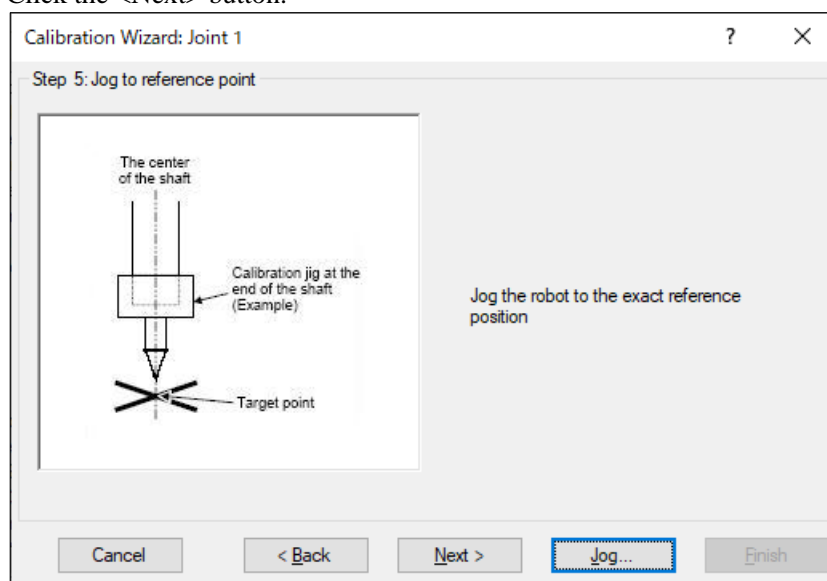 Click the <Next> button.
Calibration Wizard: Joint 1
?
Step 5: Jog to reference point
The center
of the shaft
Calibration jig at the
end of the shaft
(Example)
Target point
Jog the robot to the exact reference
position
Cancel
< Back
Next >
Jog...
Finish